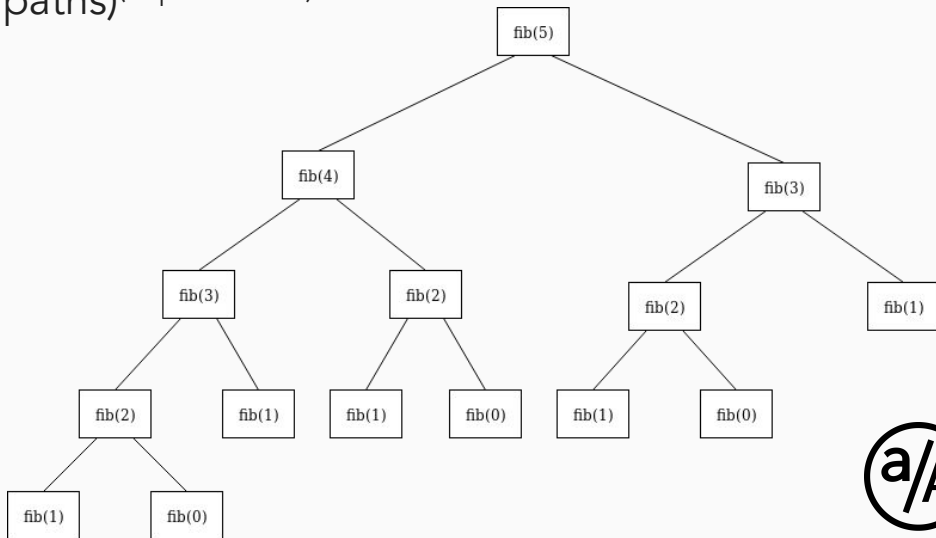 paths)
fib(5)
fib(4)
fib(3)
fib(3)
fib(2)
fib(2)
fib(1)
fib(2)
fib(1)
fib(1)
fib(0)
fib(1)
fib(0)
fib(1)
fib(0)
a/A